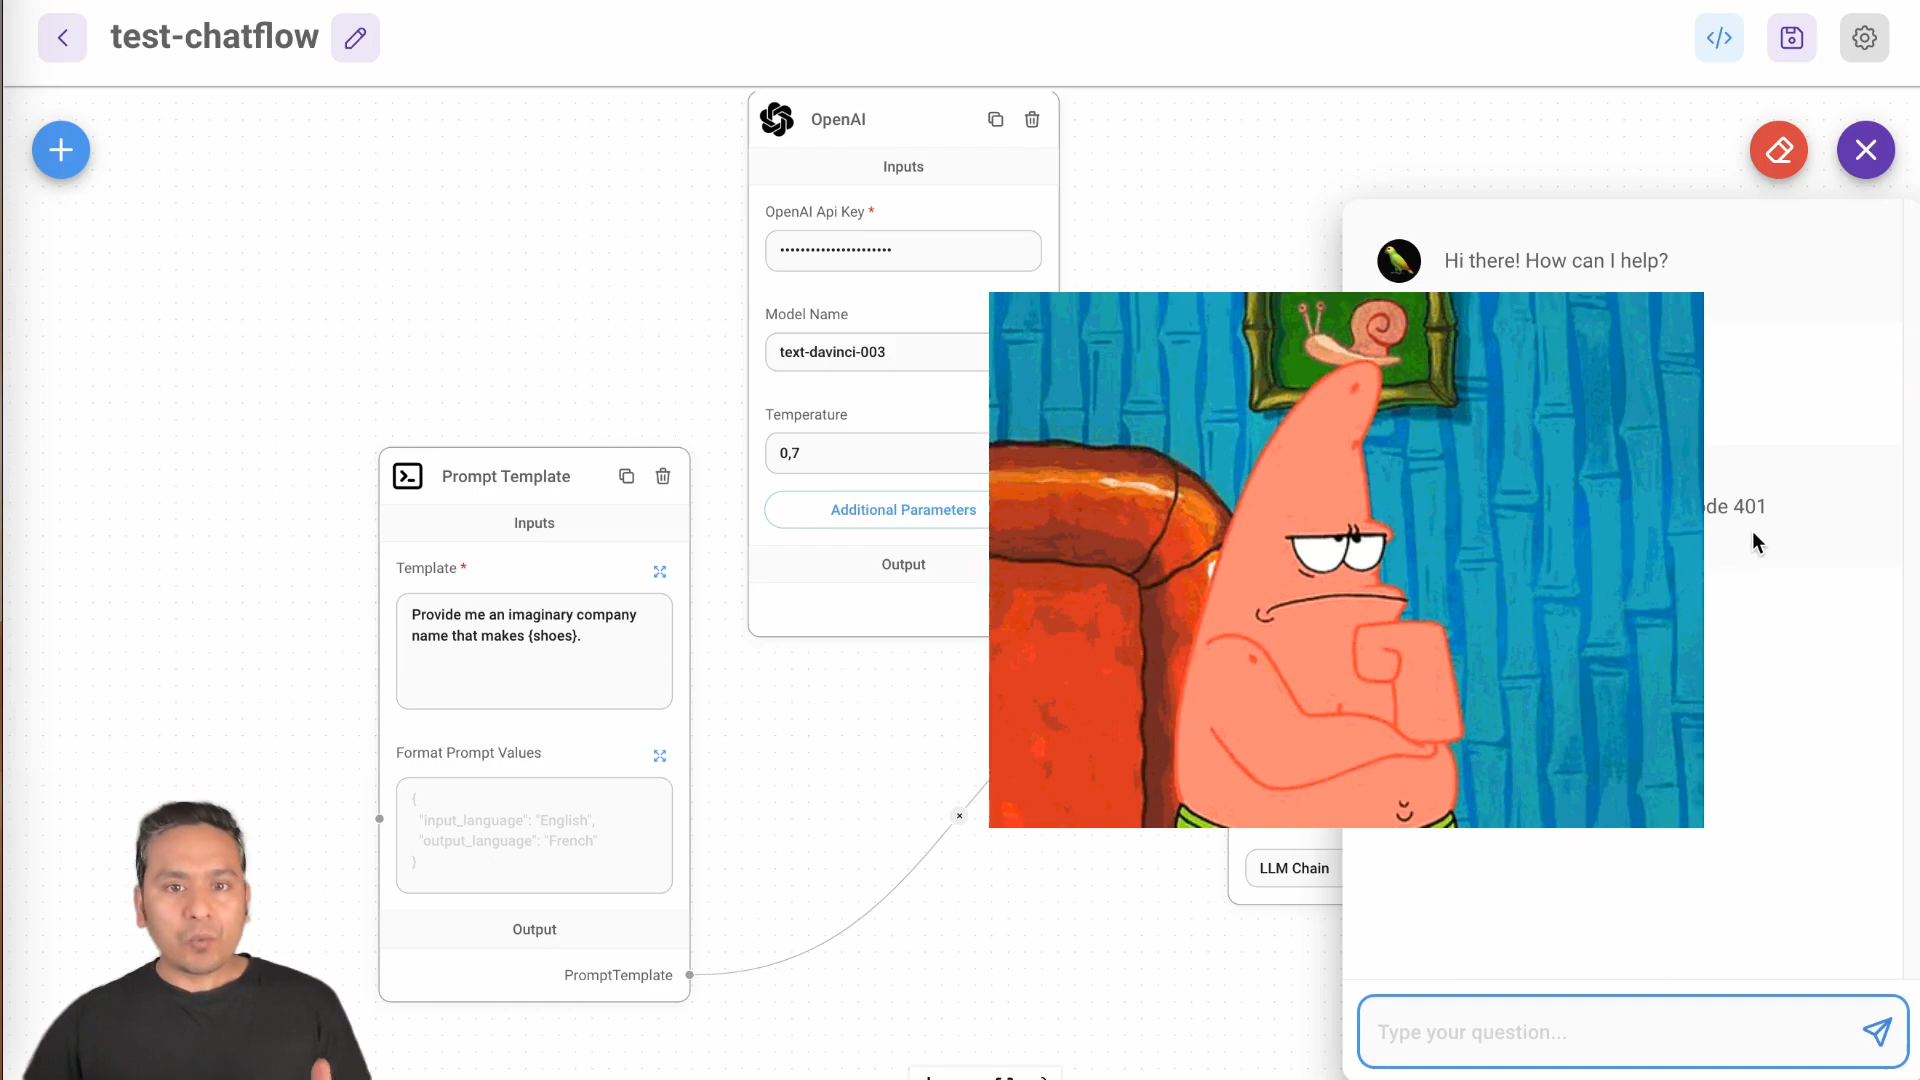 test-chatflow
OpenAI
Inputs
OpenAI Api Key *
Model Name
text-davinci-003
Temperature
0,7
Additional Parameters
Output
Prompt Template
Inputs
Template *
Provide me an imaginary company
name that makes {shoes}.
Format Prompt Values
{
"input_language": "English",
"output_language": "French"
}
Output
PromptTemplate
LLM Chain
Hi there! How can I help?
401
Type your question...